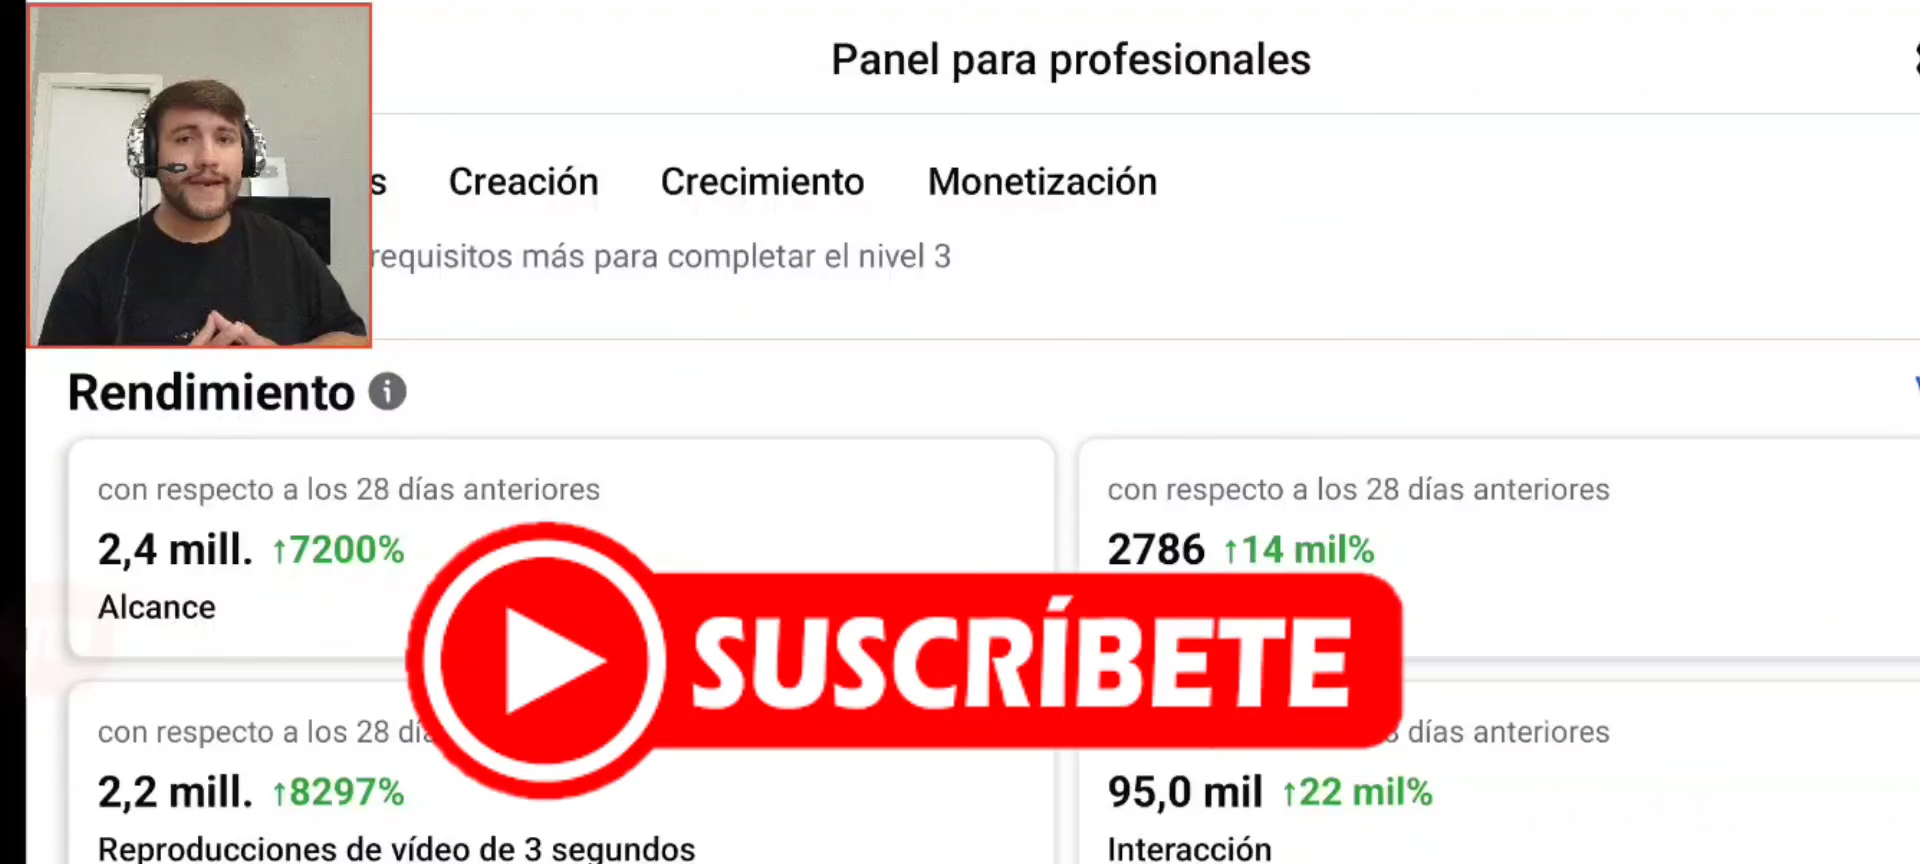 Panel para profesionales
s Creación Crecimiento Monetización
requisitos más para completar el nivel 3
Rendimiento
con respecto a los 28 días anteriores
2,4 mill. ↑7200%
Alcance
con respecto a los 28 días anteriores
2786 ↑14 mil%
SUSCRÍBETE
con respecto a los 28 día
2,2 mill. ↑8297%
Reproducciones de vídeo de 3 segundos
días anteriores
95,0 mil ↑22 mil%
Interacción